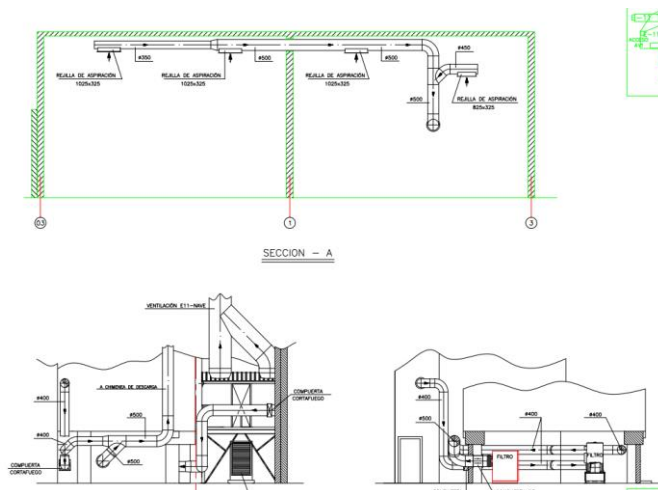 ø450
ø350
ø500
ø500
REJILLA DE ASPIRACIÓN
1025x325
REJILLA DE ASPIRACIÓN
1025x325
REJILLA DE ASPIRACIÓN
1025x325
ø500
REJILLA DE ASPIRACIÓN
825x325
03
1
3
SECCION - A
VENTILACIÓN E11-NAVE
A CHIMENEA DE DESCARGA
COMPUERTA
CORTAFUEGO
ø400
ø500
ø400
ø500
COMPUERTA
CORTAFUEGO
ø400
ø500
ø400
ø400
FILTRO
FILTRO